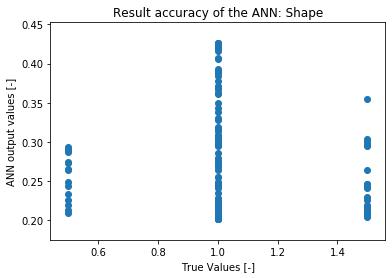 Result accuracy of the ANN: Shape
ANN output values [-]
0.45
0.40
0.35
0.30
0.25
0.20
0.6 0.8 1.0 1.2 1.4
True Values [-]